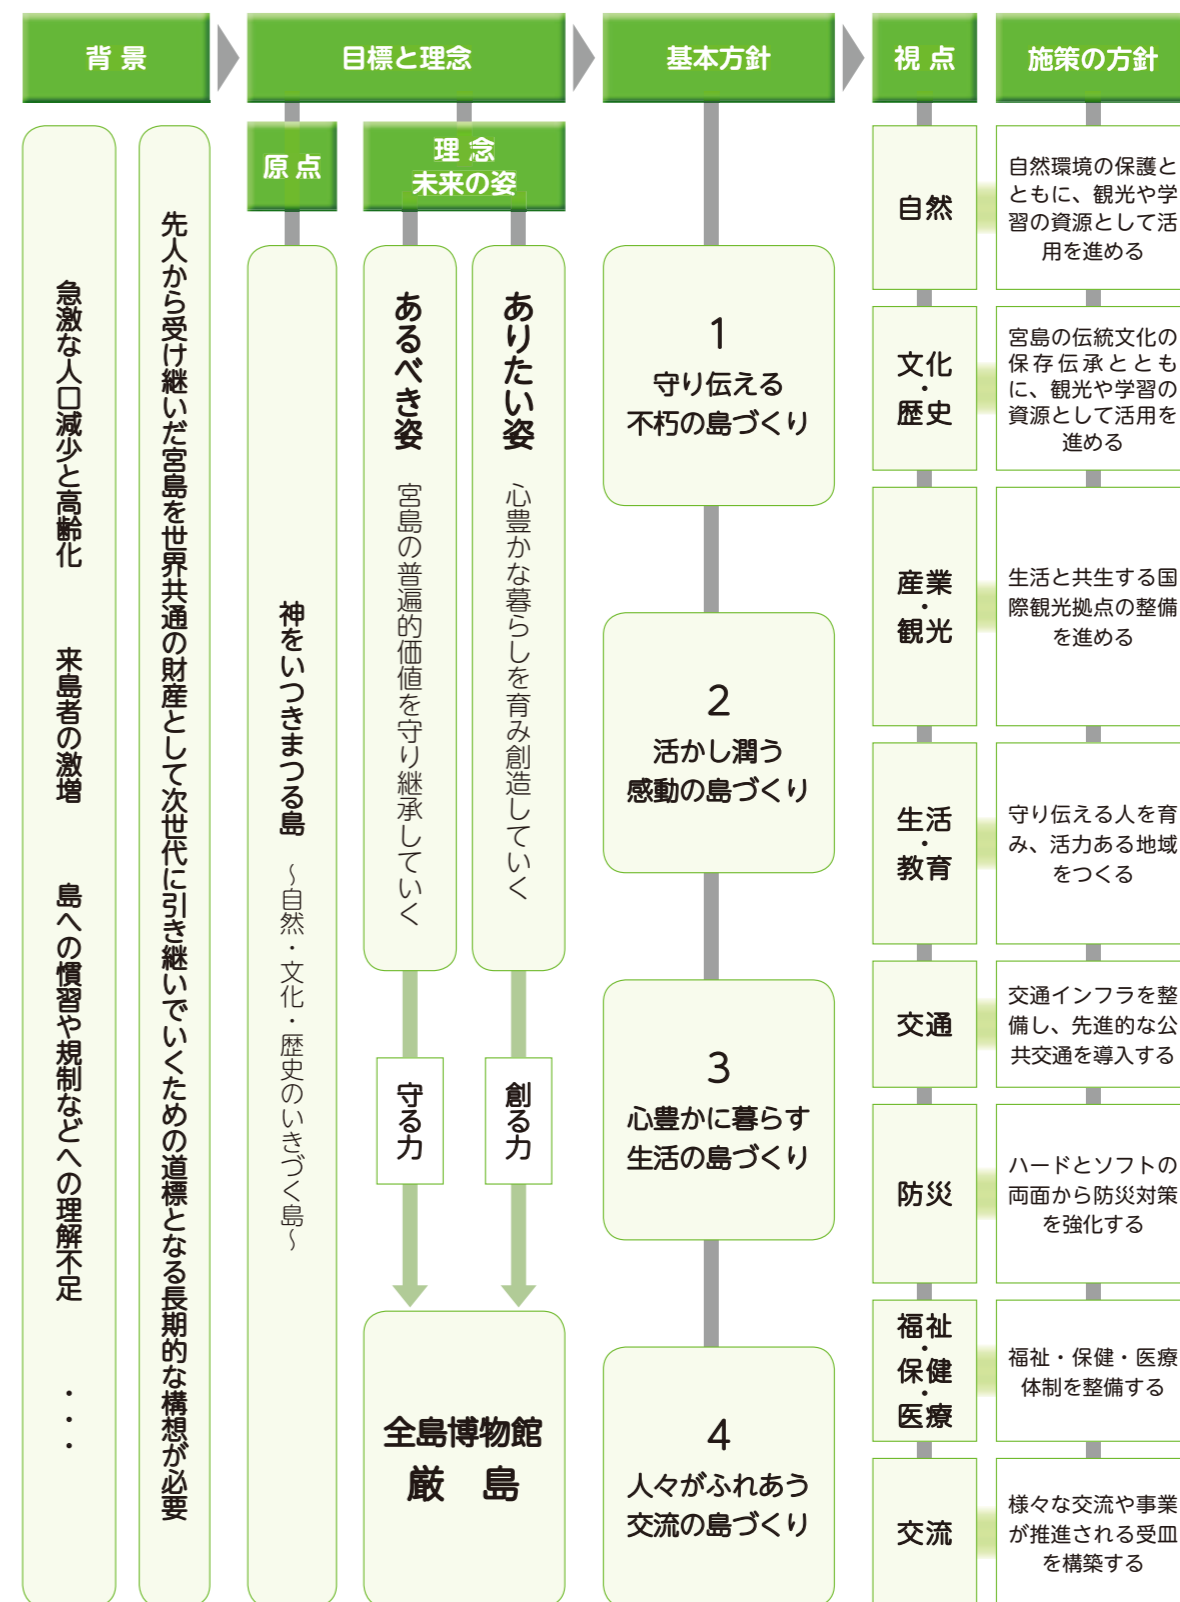 背景
目標と理念
基本方針
視点
施策の方針
急激な人口減少と高齢化　来島者の激増　島への慣習や規制などへの理解不足　・・・
先人から受け継いだ宮島を世界共通の財産として次世代に引き継いでいくための道標となる長期的な構想が必要
原点
神をいつきまつる島　～自然・文化・歴史のいきづく島～
理念
未来の姿
あるべき姿　宮島の普遍的価値を守り継承していく
ありたい姿　心豊かな暮らしを育み創造していく
守る力
創る力
全島博物館
厳島
1
守り伝える
不朽の島づくり
2
活かし潤う
感動の島づくり
3
心豊かに暮らす
生活の島づくり
4
人々がふれあう
交流の島づくり
自然
自然環境の保護と
ともに、観光や学
習の資源として活
用を進める
文化
・
歴史
宮島の伝統文化の
保存伝承ととも
に、観光や学習の
資源として活用を
進める
産業
・
観光
生活と共生する国
際観光拠点の整備
を進める
生活
・
教育
守り伝える人を育
み、活力ある地域
をつくる
交通
交通インフラを整
備し、先進的な公
共交通を導入する
防災
ハードとソフトの
両面から防災対策
を強化する
福祉
・
保健
・
医療
福祉・保健・医療
体制を整備する
交流
様々な交流や事業
が推進される受皿
を構築する